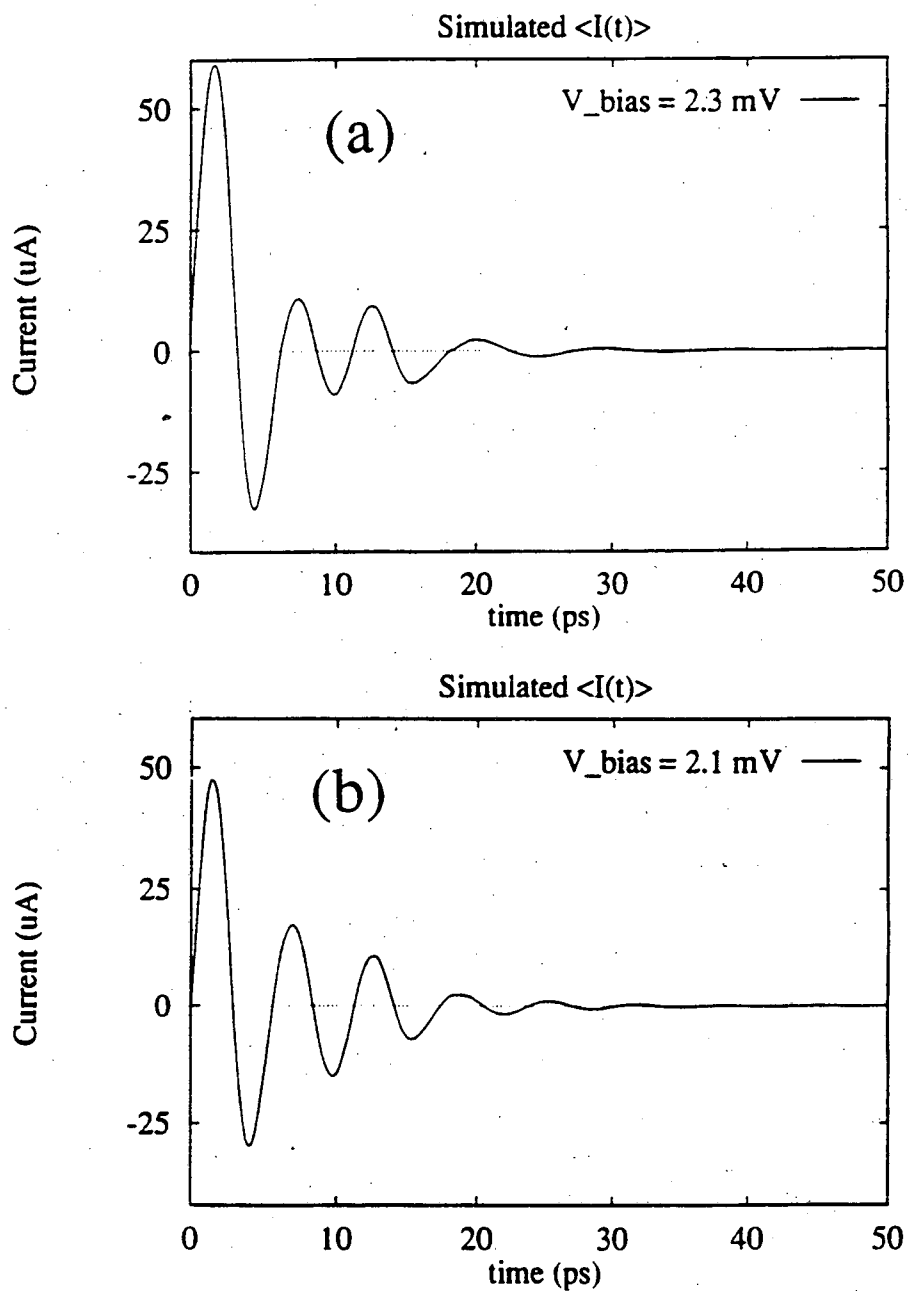 Simulated <I(t)>
V_bias = 2.3 mV
(a)
50
25
0
-25
Current (uA)
0 10 20 30 40 50
time (ps)
Simulated <I(t)>
V_bias = 2.1 mV
(b)
50
25
0
-25
Current (uA)
0 10 20 30 40 50
time (ps)